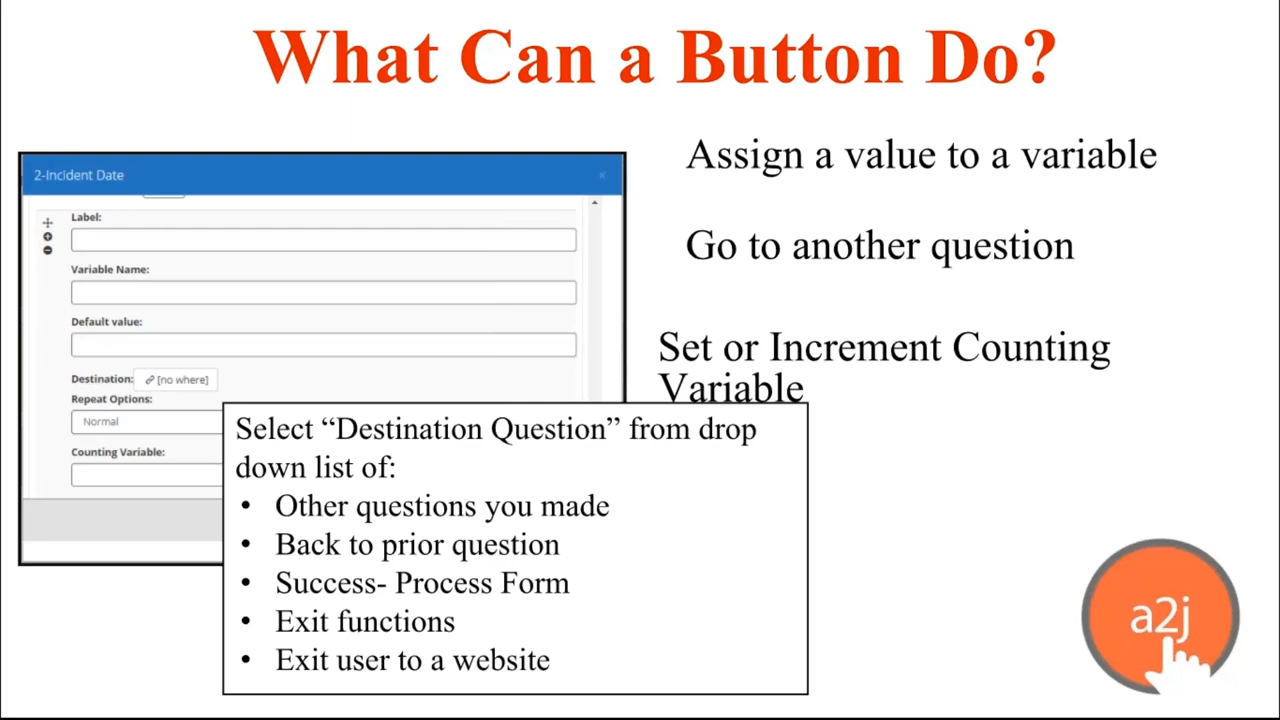 What Can a Button Do?
2-Incident Date
×
Label:
Variable Name:
Default value:
Destination: [no where]
Repeat Options:
Normal
Counting Variable:
Assign a value to a variable
Go to another question
Set or Increment Counting
Variable
Select “Destination Question” from drop
down list of:
• Other questions you made
• Back to prior question
• Success- Process Form
• Exit functions
• Exit user to a website
a2j